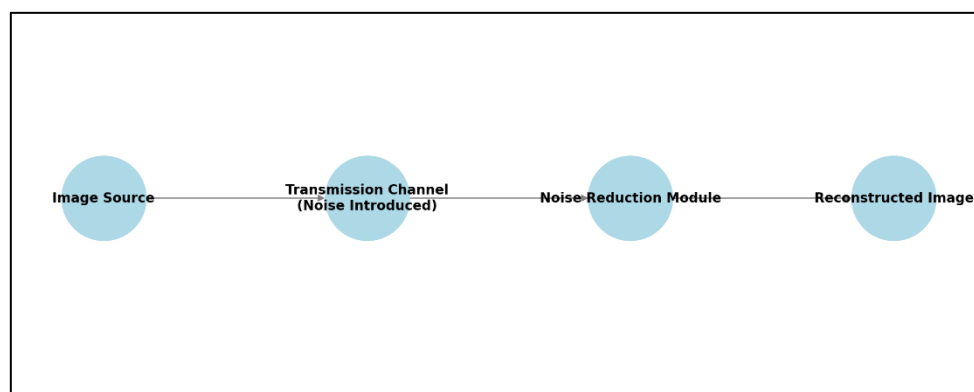 Image Source
Transmission Channel
(Noise Introduced)
Noise Reduction Module
Reconstructed Image